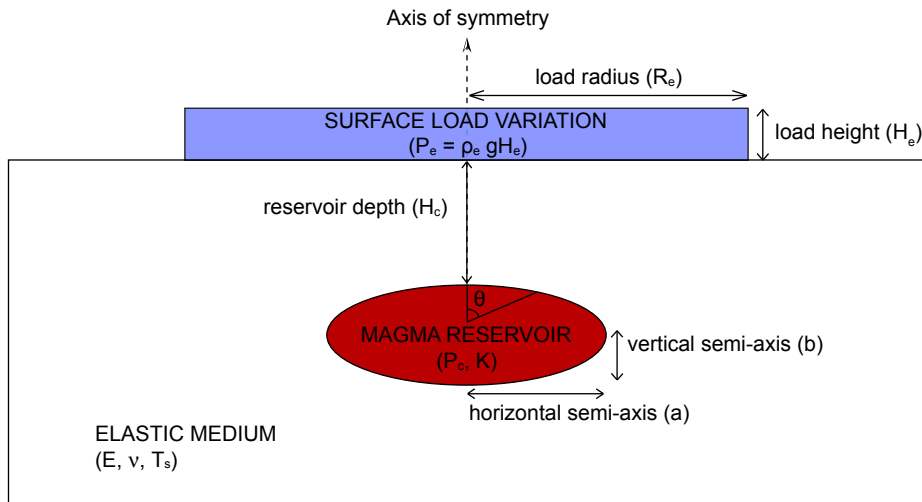 Axis of symmetry
load radius (Rₑ)
SURFACE LOAD VARIATION
(Pₑ = ρₑ gHₑ)
load height (Hₑ)
reservoir depth (H꜀)
θ
MAGMA RESERVOIR
(P꜀, K)
vertical semi-axis (b)
horizontal semi-axis (a)
ELASTIC MEDIUM
(E, ν, Tₛ)